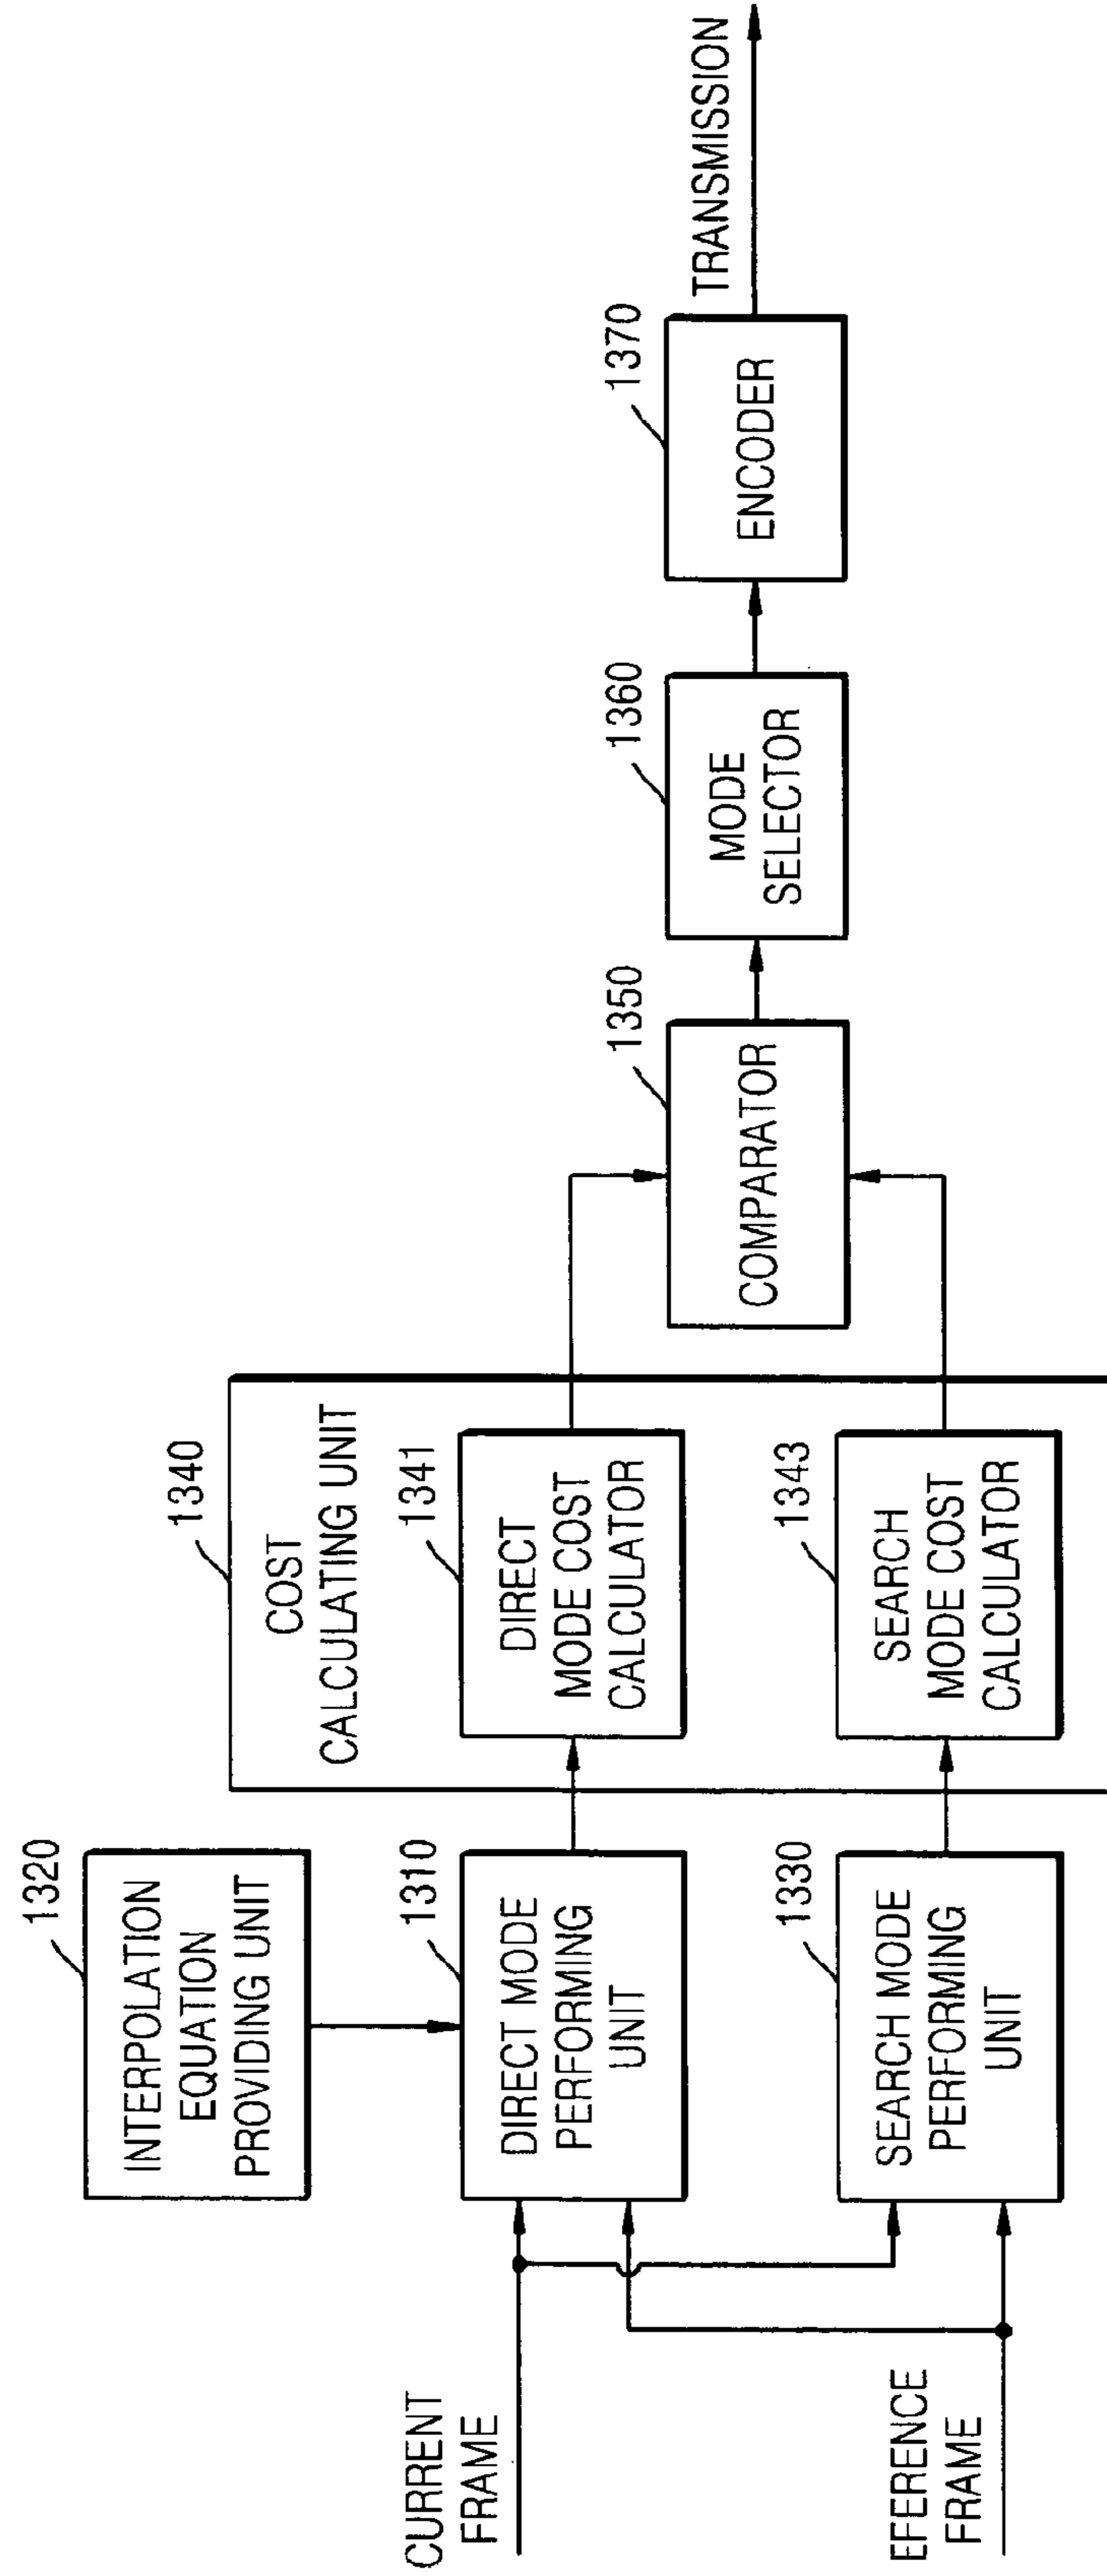 1320
INTERPOLATION
EQUATION
PROVIDING UNIT
CURRENT
FRAME
1310
DIRECT MODE
PERFORMING
UNIT
EFERENCE
FRAME
1330
SEARCH MODE
PERFORMING
UNIT
1340
COST
CALCULATING UNIT
1341
DIRECT
MODE COST
CALCULATOR
1343
SEARCH
MODE COST
CALCULATOR
1350
COMPARATOR
1360
MODE
SELECTOR
1370
ENCODER
TRANSMISSION